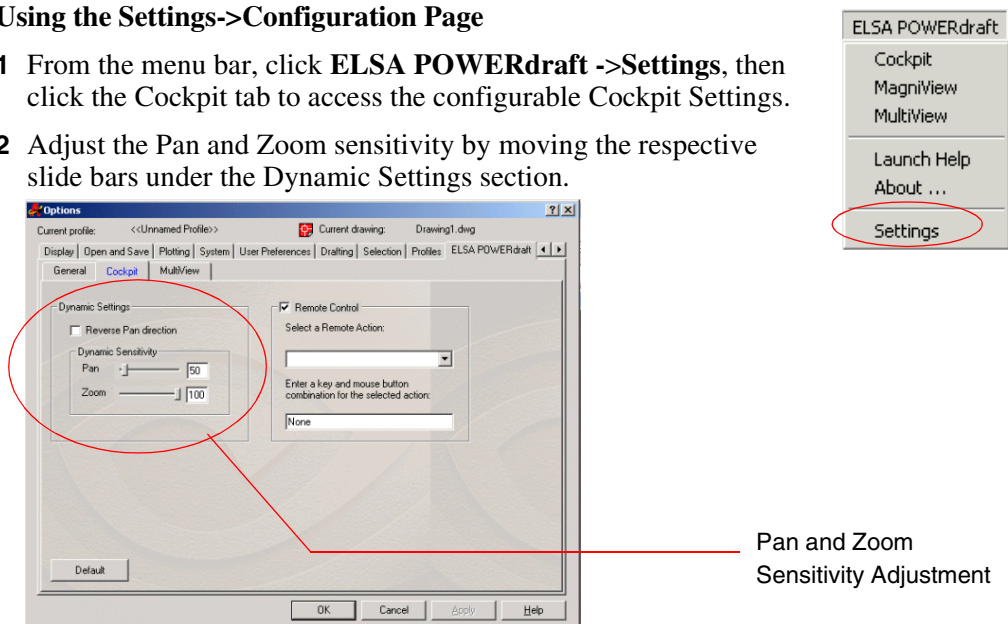 Using the Settings->Configuration Page
1 From the menu bar, click ELSA POWERdraft ->Settings, then
click the Cockpit tab to access the configurable Cockpit Settings.
2 Adjust the Pan and Zoom sensitivity by moving the respective
slide bars under the Dynamic Settings section.
ELSA POWERdraft
Cockpit
MagniView
MultiView
Launch Help
About ...
Settings
Options
Current profile: <<Unnamed Profile>> Current drawing: Drawing1.dwg
Display Open and Save Plotting System User Preferences Drafting Selection Profiles ELSA POWERdraft
General Cockpit MultiView
Dynamic Settings
Reverse Pan direction
Dynamic Sensitivity
Pan 50
Zoom 100
Remote Control
Select a Remote Action:
Enter a key and mouse button
combination for the selected action:
None
Default
OK Cancel Apply Help
Pan and Zoom
Sensitivity Adjustment